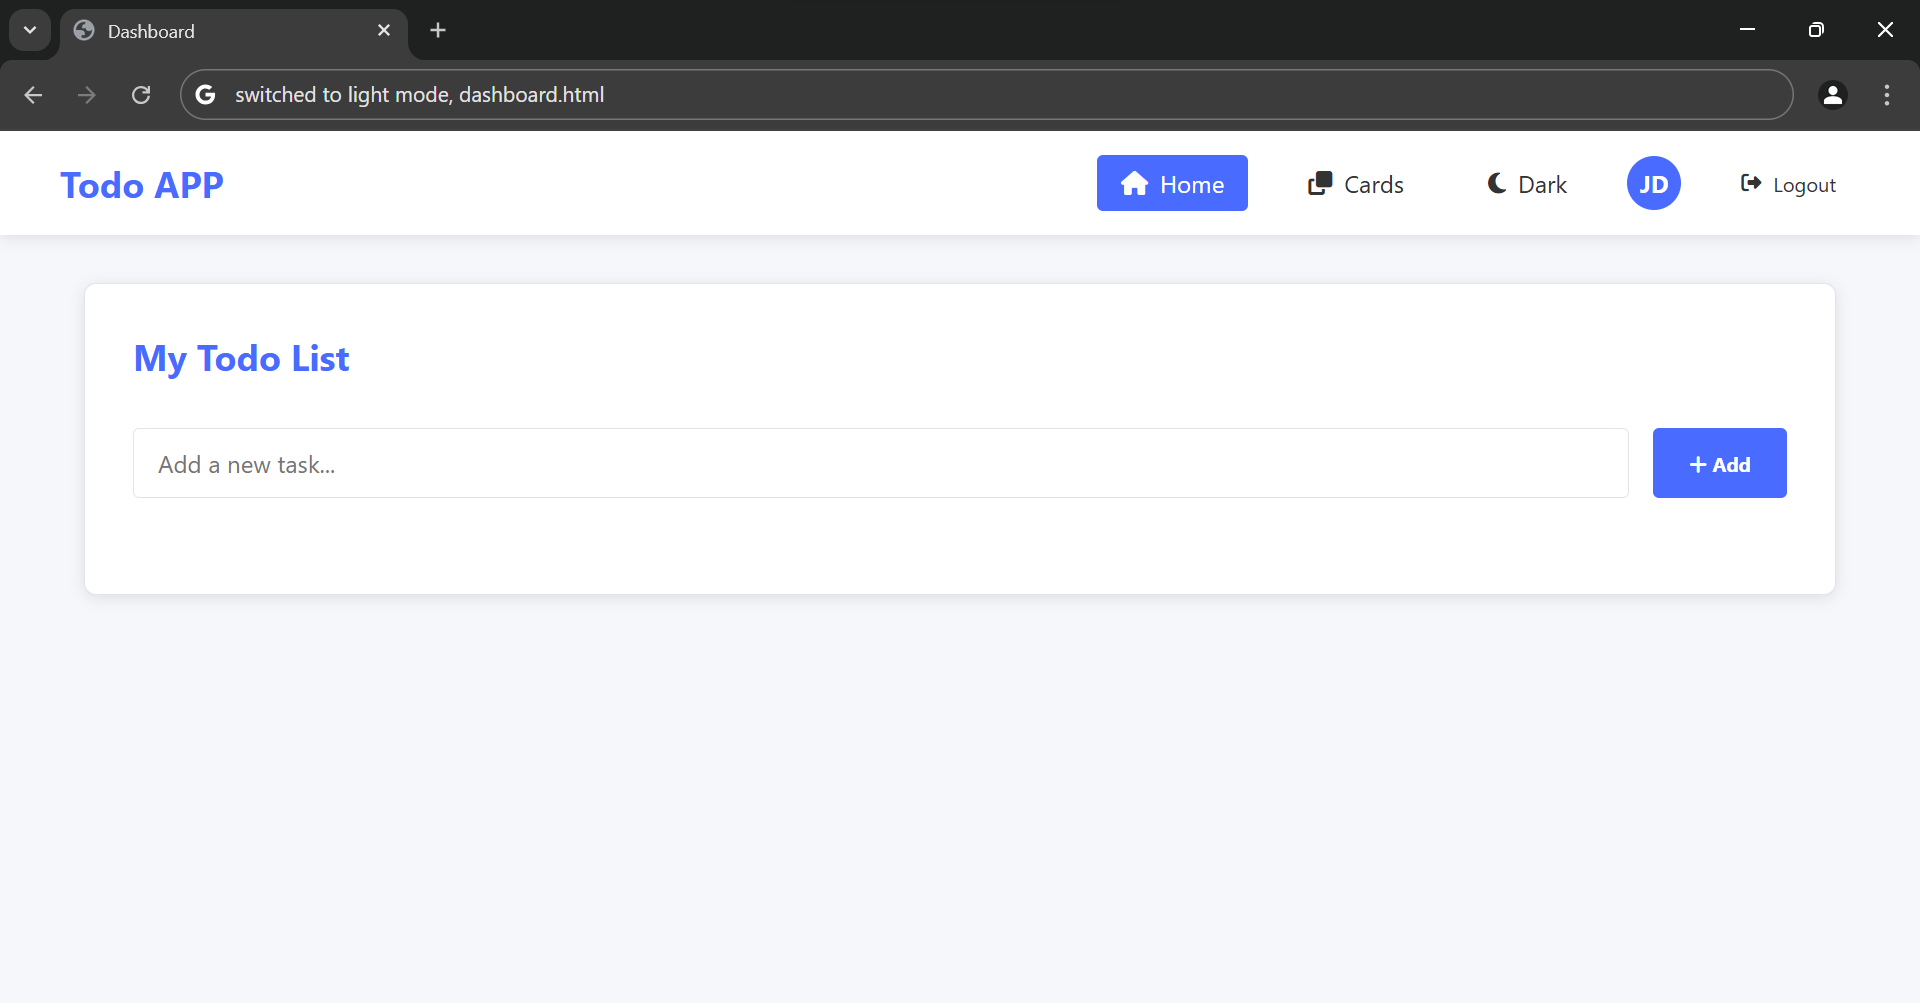 Dashboard
switched to light mode, dashboard.html
Todo APP
Home
Cards
Dark
JD
Logout
My Todo List
Add a new task...
+ Add